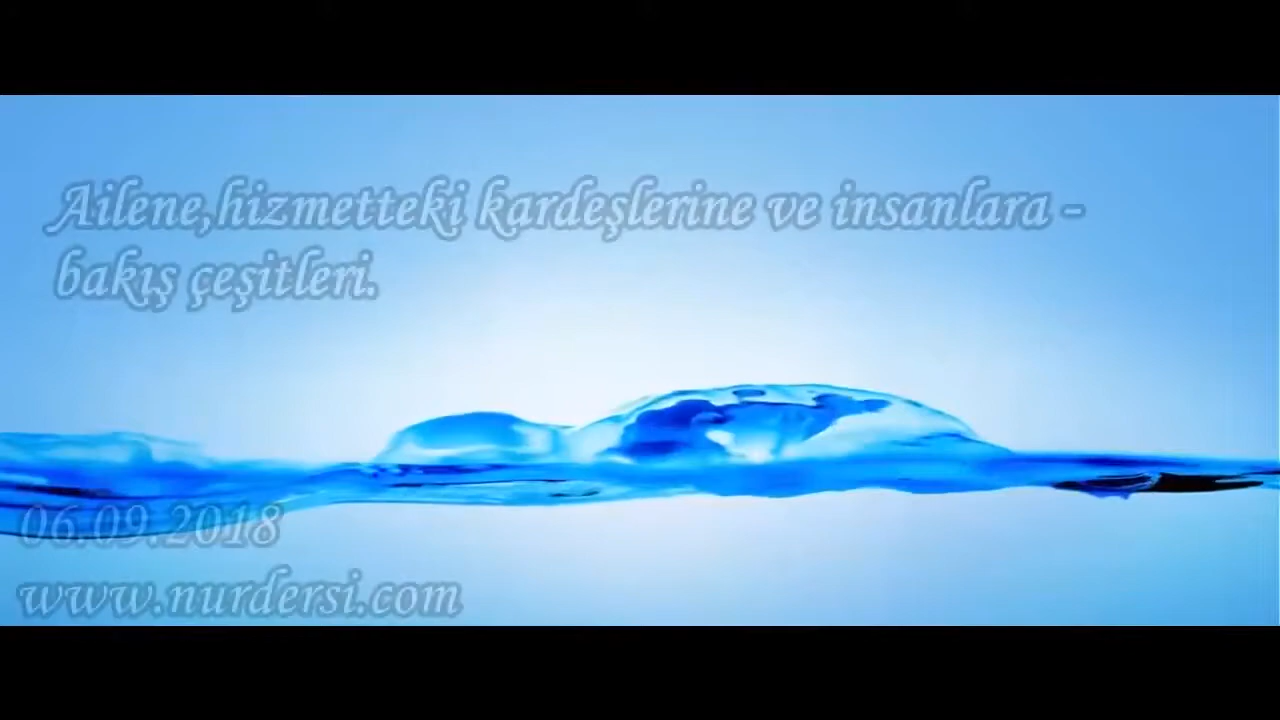 Ailene,hizmetteki kardeşlerine ve insanlara -
bakış çeşitleri.
06.09.2018
www.nurdersi.com